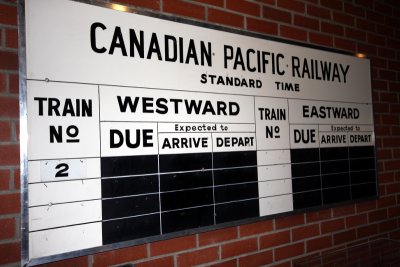 CANADIAN • PACIFIC • RAILWAY
STANDARD TIME
TRAIN Nº WESTWARD TRAIN Nº EASTWARD
DUE Expected to ARRIVE DEPART DUE Expected to ARRIVE DEPART
2